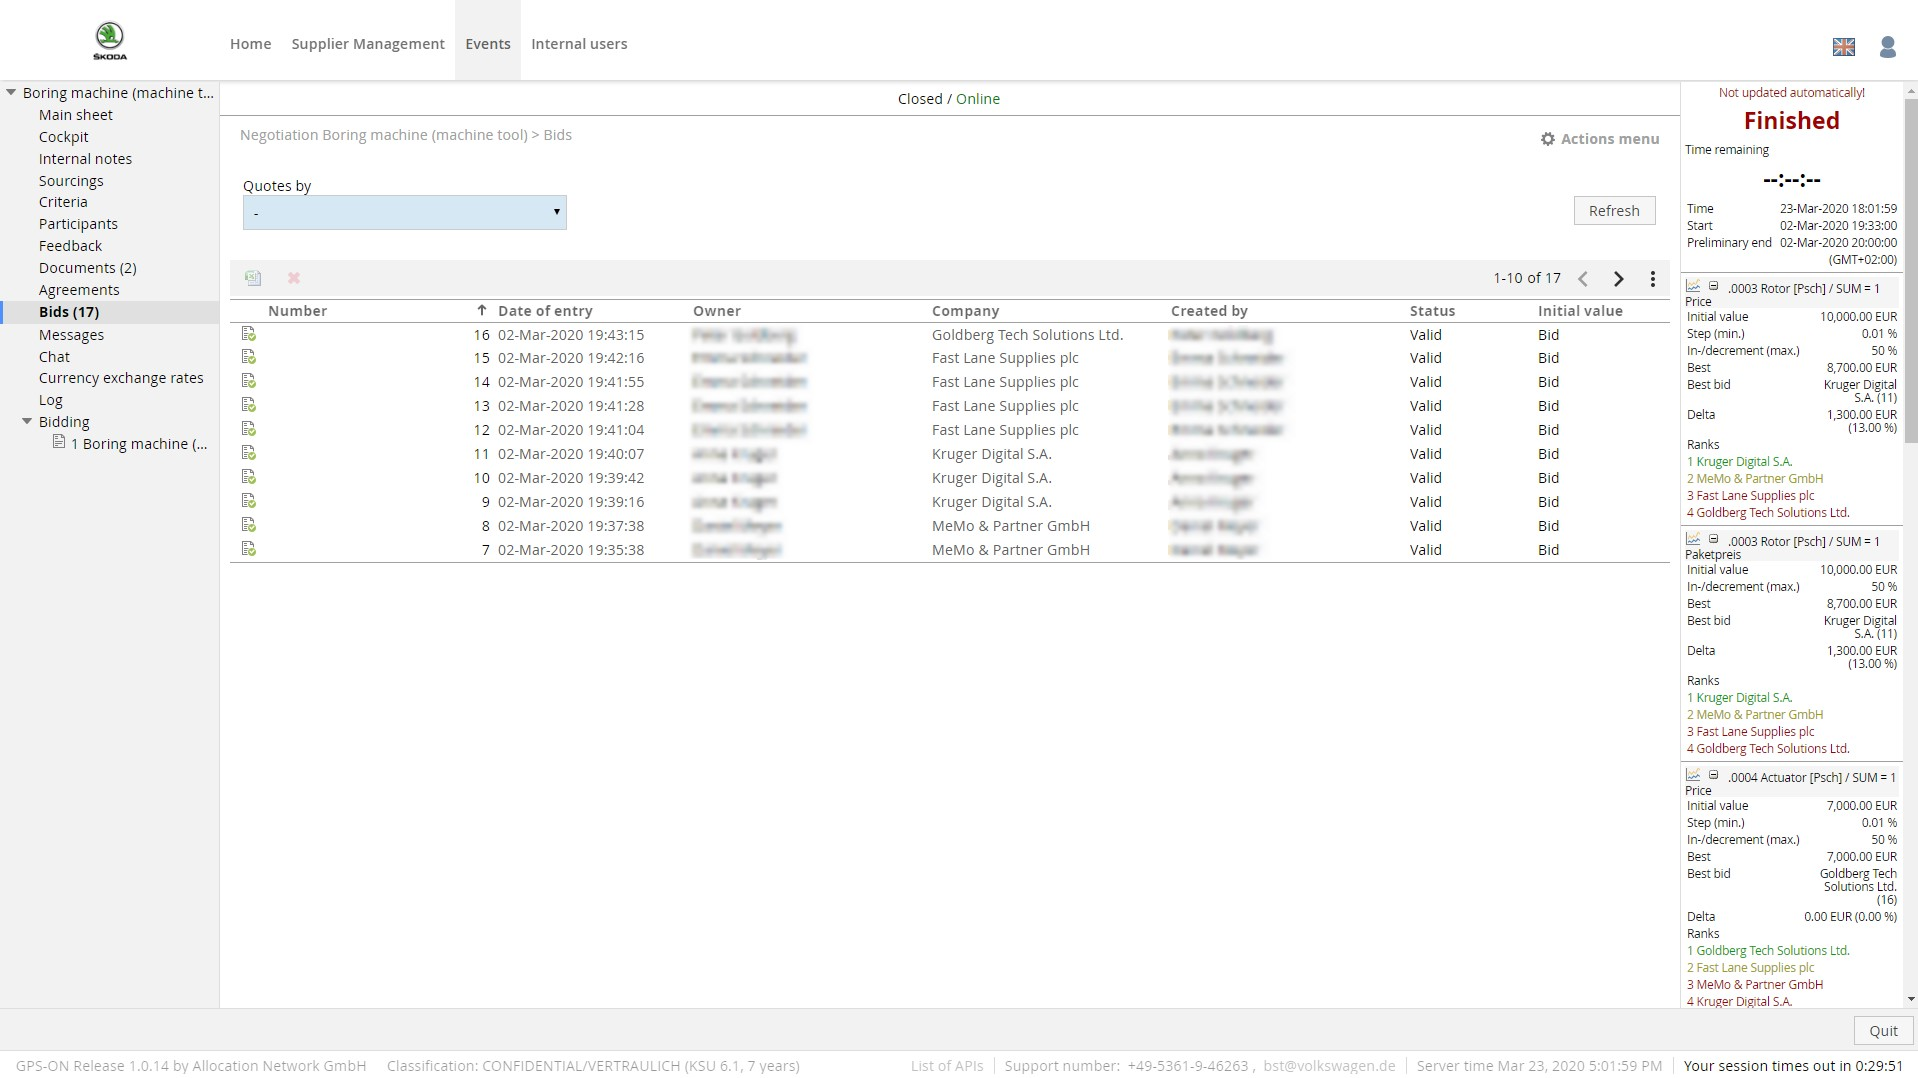 ŠKODA
Home Supplier Management Events Internal users
Boring machine (machine t...
Main sheet
Cockpit
Internal notes
Sourcings
Criteria
Participants
Feedback
Documents (2)
Agreements
Bids (17)
Messages
Chat
Currency exchange rates
Log
Bidding
1 Boring machine (...
Closed / Online
Negotiation Boring machine (machine tool) > Bids
Actions menu
Quotes by
-
Refresh
1-10 of 17
Number Date of entry Owner Company Created by Status Initial value
16 02-Mar-2020 19:43:15 Goldberg Tech Solutions Ltd. Valid Bid
15 02-Mar-2020 19:42:16 Fast Lane Supplies plc Valid Bid
14 02-Mar-2020 19:41:55 Fast Lane Supplies plc Valid Bid
13 02-Mar-2020 19:41:28 Fast Lane Supplies plc Valid Bid
12 02-Mar-2020 19:41:04 Fast Lane Supplies plc Valid Bid
11 02-Mar-2020 19:40:07 Kruger Digital S.A. Valid Bid
10 02-Mar-2020 19:39:42 Kruger Digital S.A. Valid Bid
9 02-Mar-2020 19:39:16 Kruger Digital S.A. Valid Bid
8 02-Mar-2020 19:37:38 MeMo & Partner GmbH Valid Bid
7 02-Mar-2020 19:35:38 MeMo & Partner GmbH Valid Bid
Not updated automatically!
Finished
Time remaining
--:--:--
Time 23-Mar-2020 18:01:59
Start 02-Mar-2020 19:33:00
Preliminary end 02-Mar-2020 20:00:00
(GMT+02:00)
.0003 Rotor [Psch] / SUM = 1
Price
Initial value 10,000.00 EUR
Step (min.) 0.01 %
In-/decrement (max.) 50 %
Best 8,700.00 EUR
Best bid Kruger Digital
S.A. (11)
Delta 1,300.00 EUR
(13.00 %)
Ranks
1 Kruger Digital S.A.
2 MeMo & Partner GmbH
3 Fast Lane Supplies plc
4 Goldberg Tech Solutions Ltd.
.0003 Rotor [Psch] / SUM = 1
Paketpreis
Initial value 10,000.00 EUR
In-/decrement (max.) 50 %
Best 8,700.00 EUR
Best bid Kruger Digital
S.A. (11)
Delta 1,300.00 EUR
(13.00 %)
Ranks
1 Kruger Digital S.A.
2 MeMo & Partner GmbH
3 Fast Lane Supplies plc
4 Goldberg Tech Solutions Ltd.
.0004 Actuator [Psch] / SUM = 1
Price
Initial value 7,000.00 EUR
Step (min.) 0.01 %
In-/decrement (max.) 50 %
Best 7,000.00 EUR
Best bid Goldberg Tech
Solutions Ltd.
(16)
Delta 0.00 EUR (0.00 %)
Ranks
1 Goldberg Tech Solutions Ltd.
2 Fast Lane Supplies plc
3 MeMo & Partner GmbH
4 Kruger Digital S.A.
Quit
GPS-ON Release 1.0.14 by Allocation Network GmbH Classification: CONFIDENTIAL/VERTRAULICH (KSU 6.1, 7 years) List of APIs Support number: +49-5361-9-46263 , bst@volkswagen.de Server time Mar 23, 2020 5:01:59 PM Your session times out in 0:29:51